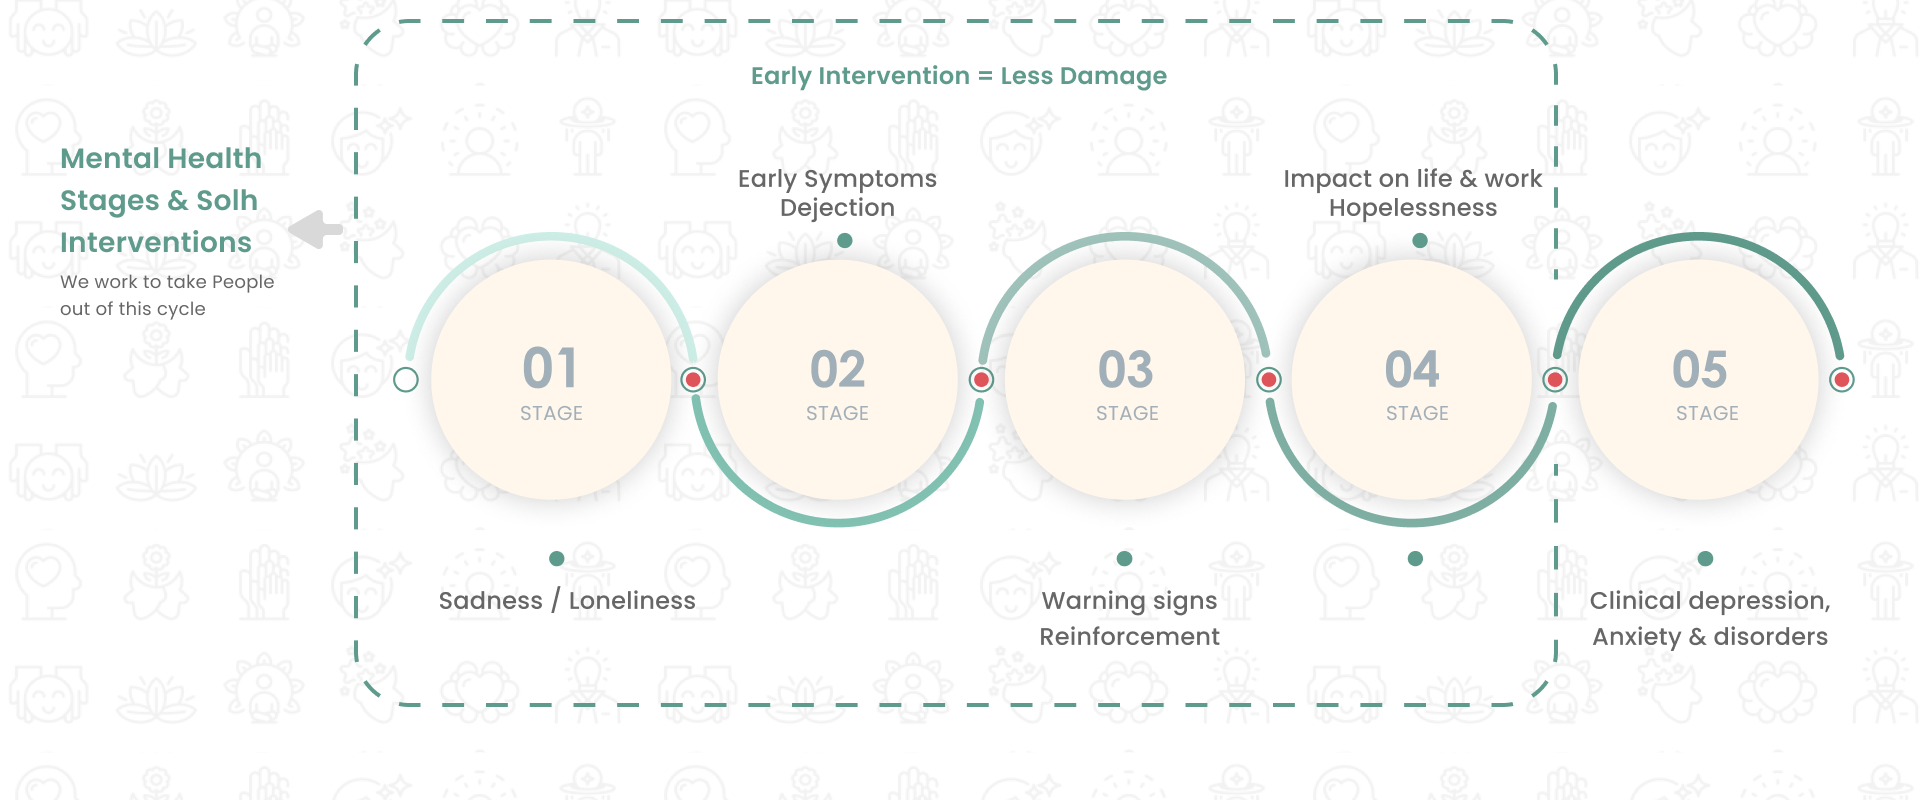 Early Intervention = Less Damage
Mental Health
Stages & Solh
Interventions
We work to take People
out of this cycle
Early Symptoms
Dejection
Impact on life & work
Hopelessness
01
STAGE
02
STAGE
03
STAGE
04
STAGE
05
STAGE
Sadness / Loneliness
Warning signs
Reinforcement
Clinical depression,
Anxiety & disorders